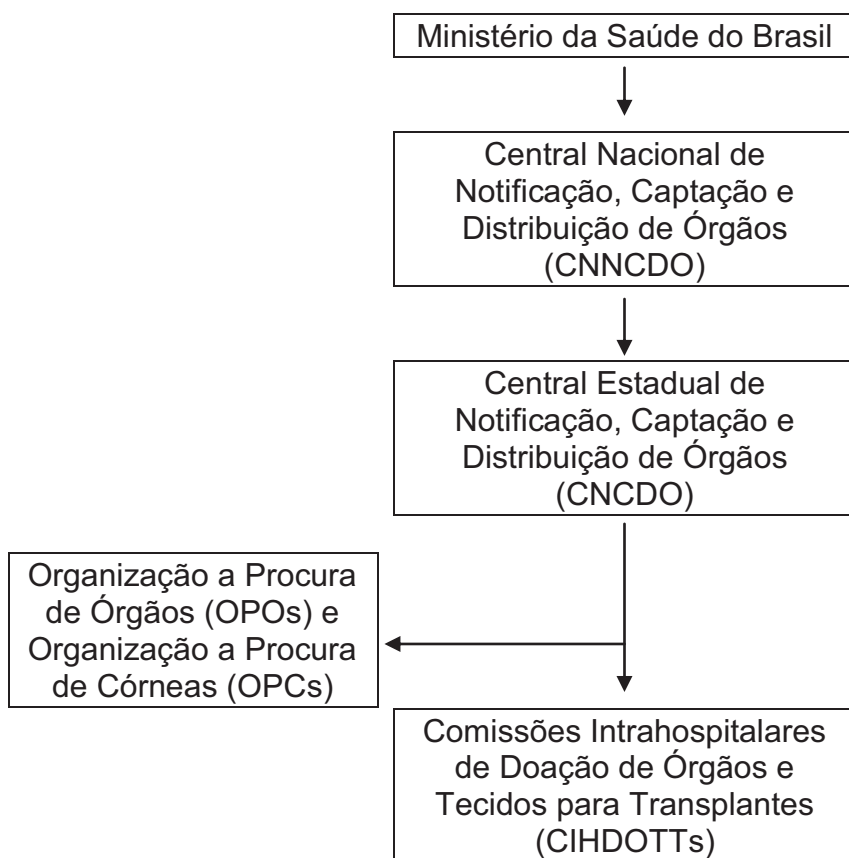 Ministério da Saúde do Brasil
Central Nacional de
Notificação, Captação e
Distribuição de Órgãos
(CNNCDO)
Central Estadual de
Notificação, Captação e
Distribuição de Órgãos
(CNCDO)
Organização a Procura
de Órgãos (OPOs) e
Organização a Procura
de Córneas (OPCs)
Comissões Intrahospitalares
de Doação de Órgãos e
Tecidos para Transplantes
(CIHDOTTs)